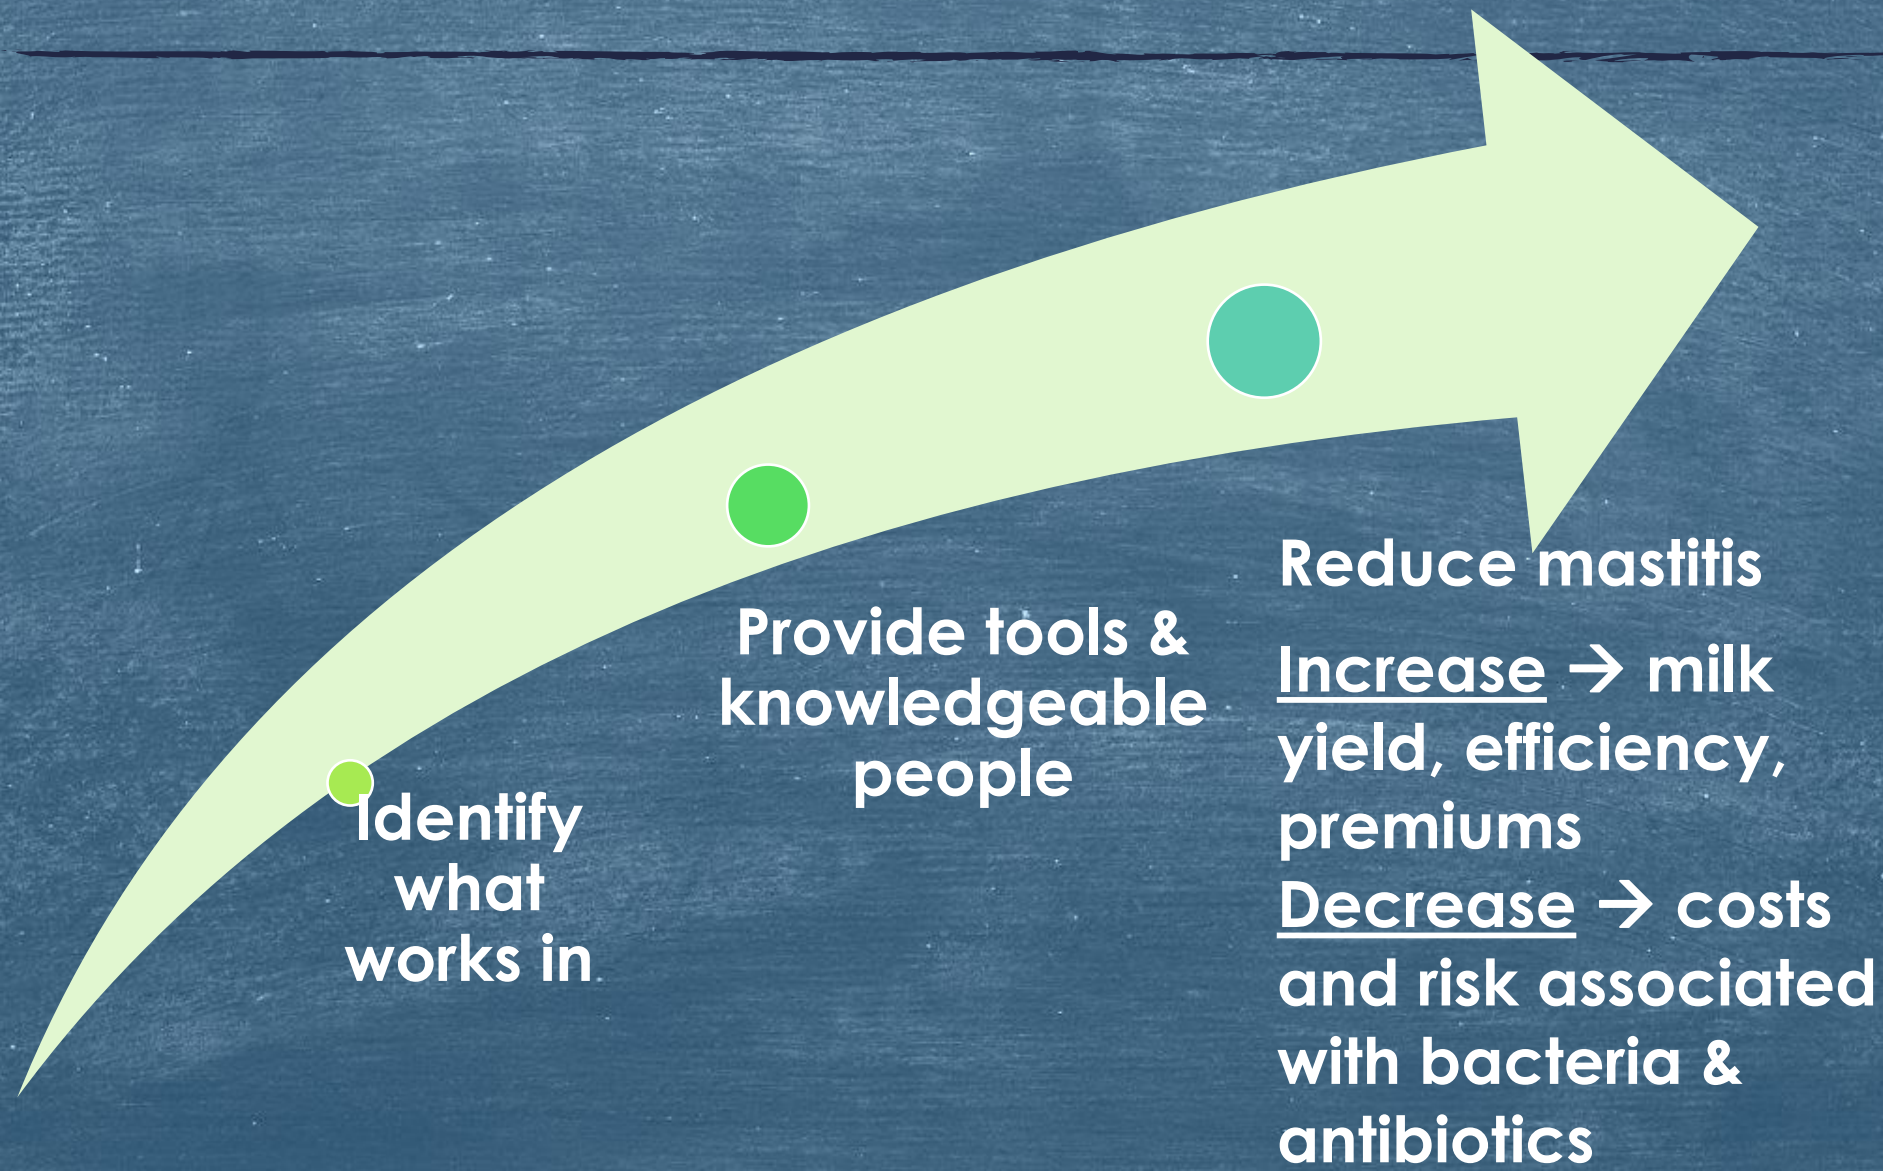 Identify
what
works in
Provide tools &
knowledgeable
people
Reduce mastitis
Increase → milk
yield, efficiency,
premiums
Decrease → costs
and risk associated
with bacteria &
antibiotics